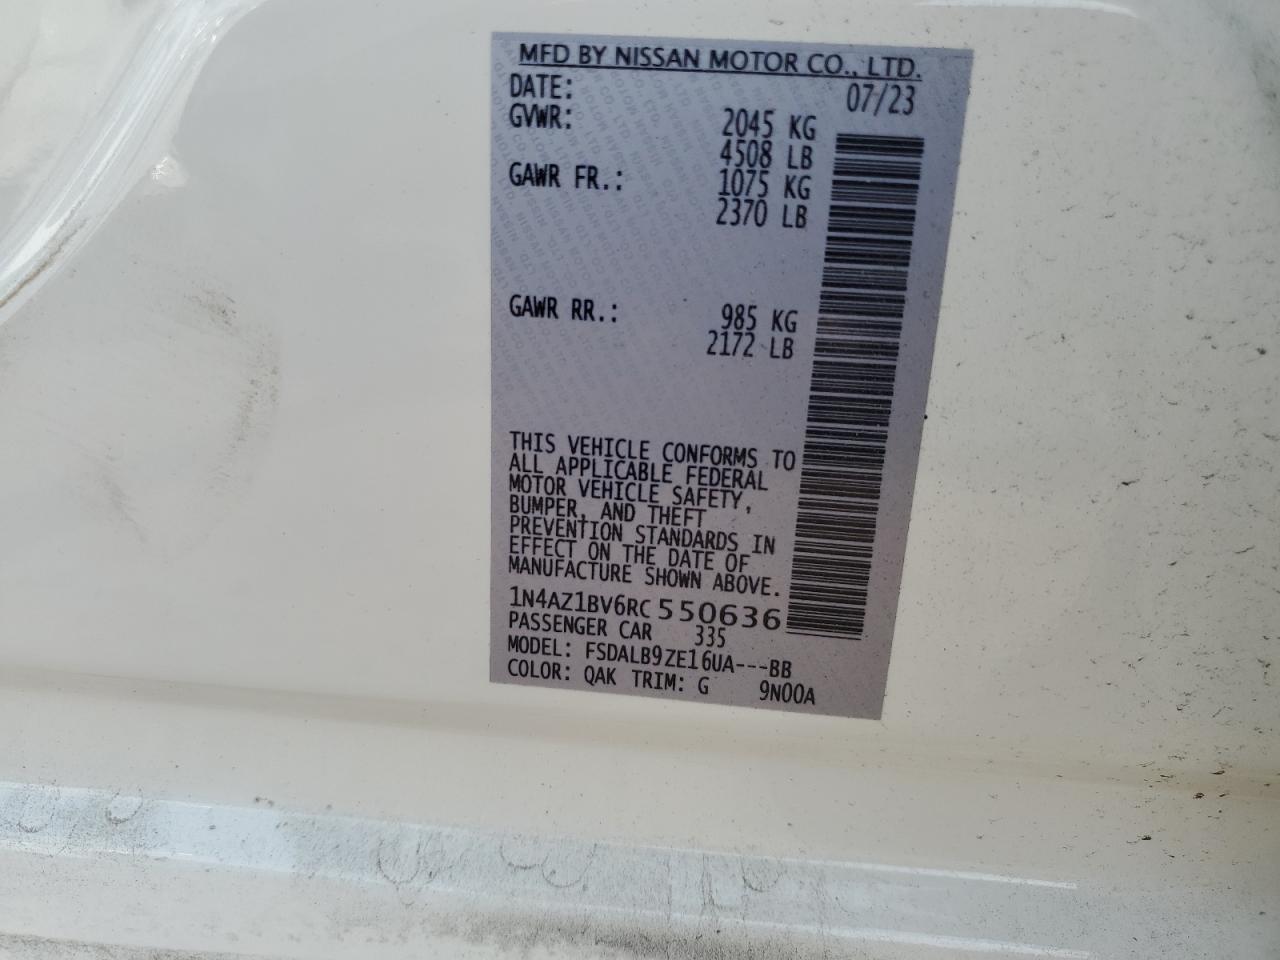 MFD BY NISSAN MOTOR CO., LTD.
DATE: 07/23
GVWR: 2045 KG
4508 LB
GAWR FR.: 1075 KG
2370 LB
GAWR RR.: 985 KG
2172 LB
THIS VEHICLE CONFORMS TO
ALL APPLICABLE FEDERAL
MOTOR VEHICLE SAFETY,
BUMPER, AND THEFT
PREVENTION STANDARDS IN
EFFECT ON THE DATE OF
MANUFACTURE SHOWN ABOVE.
1N4AZ1BV6RC550636
PASSENGER CAR 335
MODEL: FSDALB9ZE16UA---BB
COLOR: QAK TRIM: G 9N00A